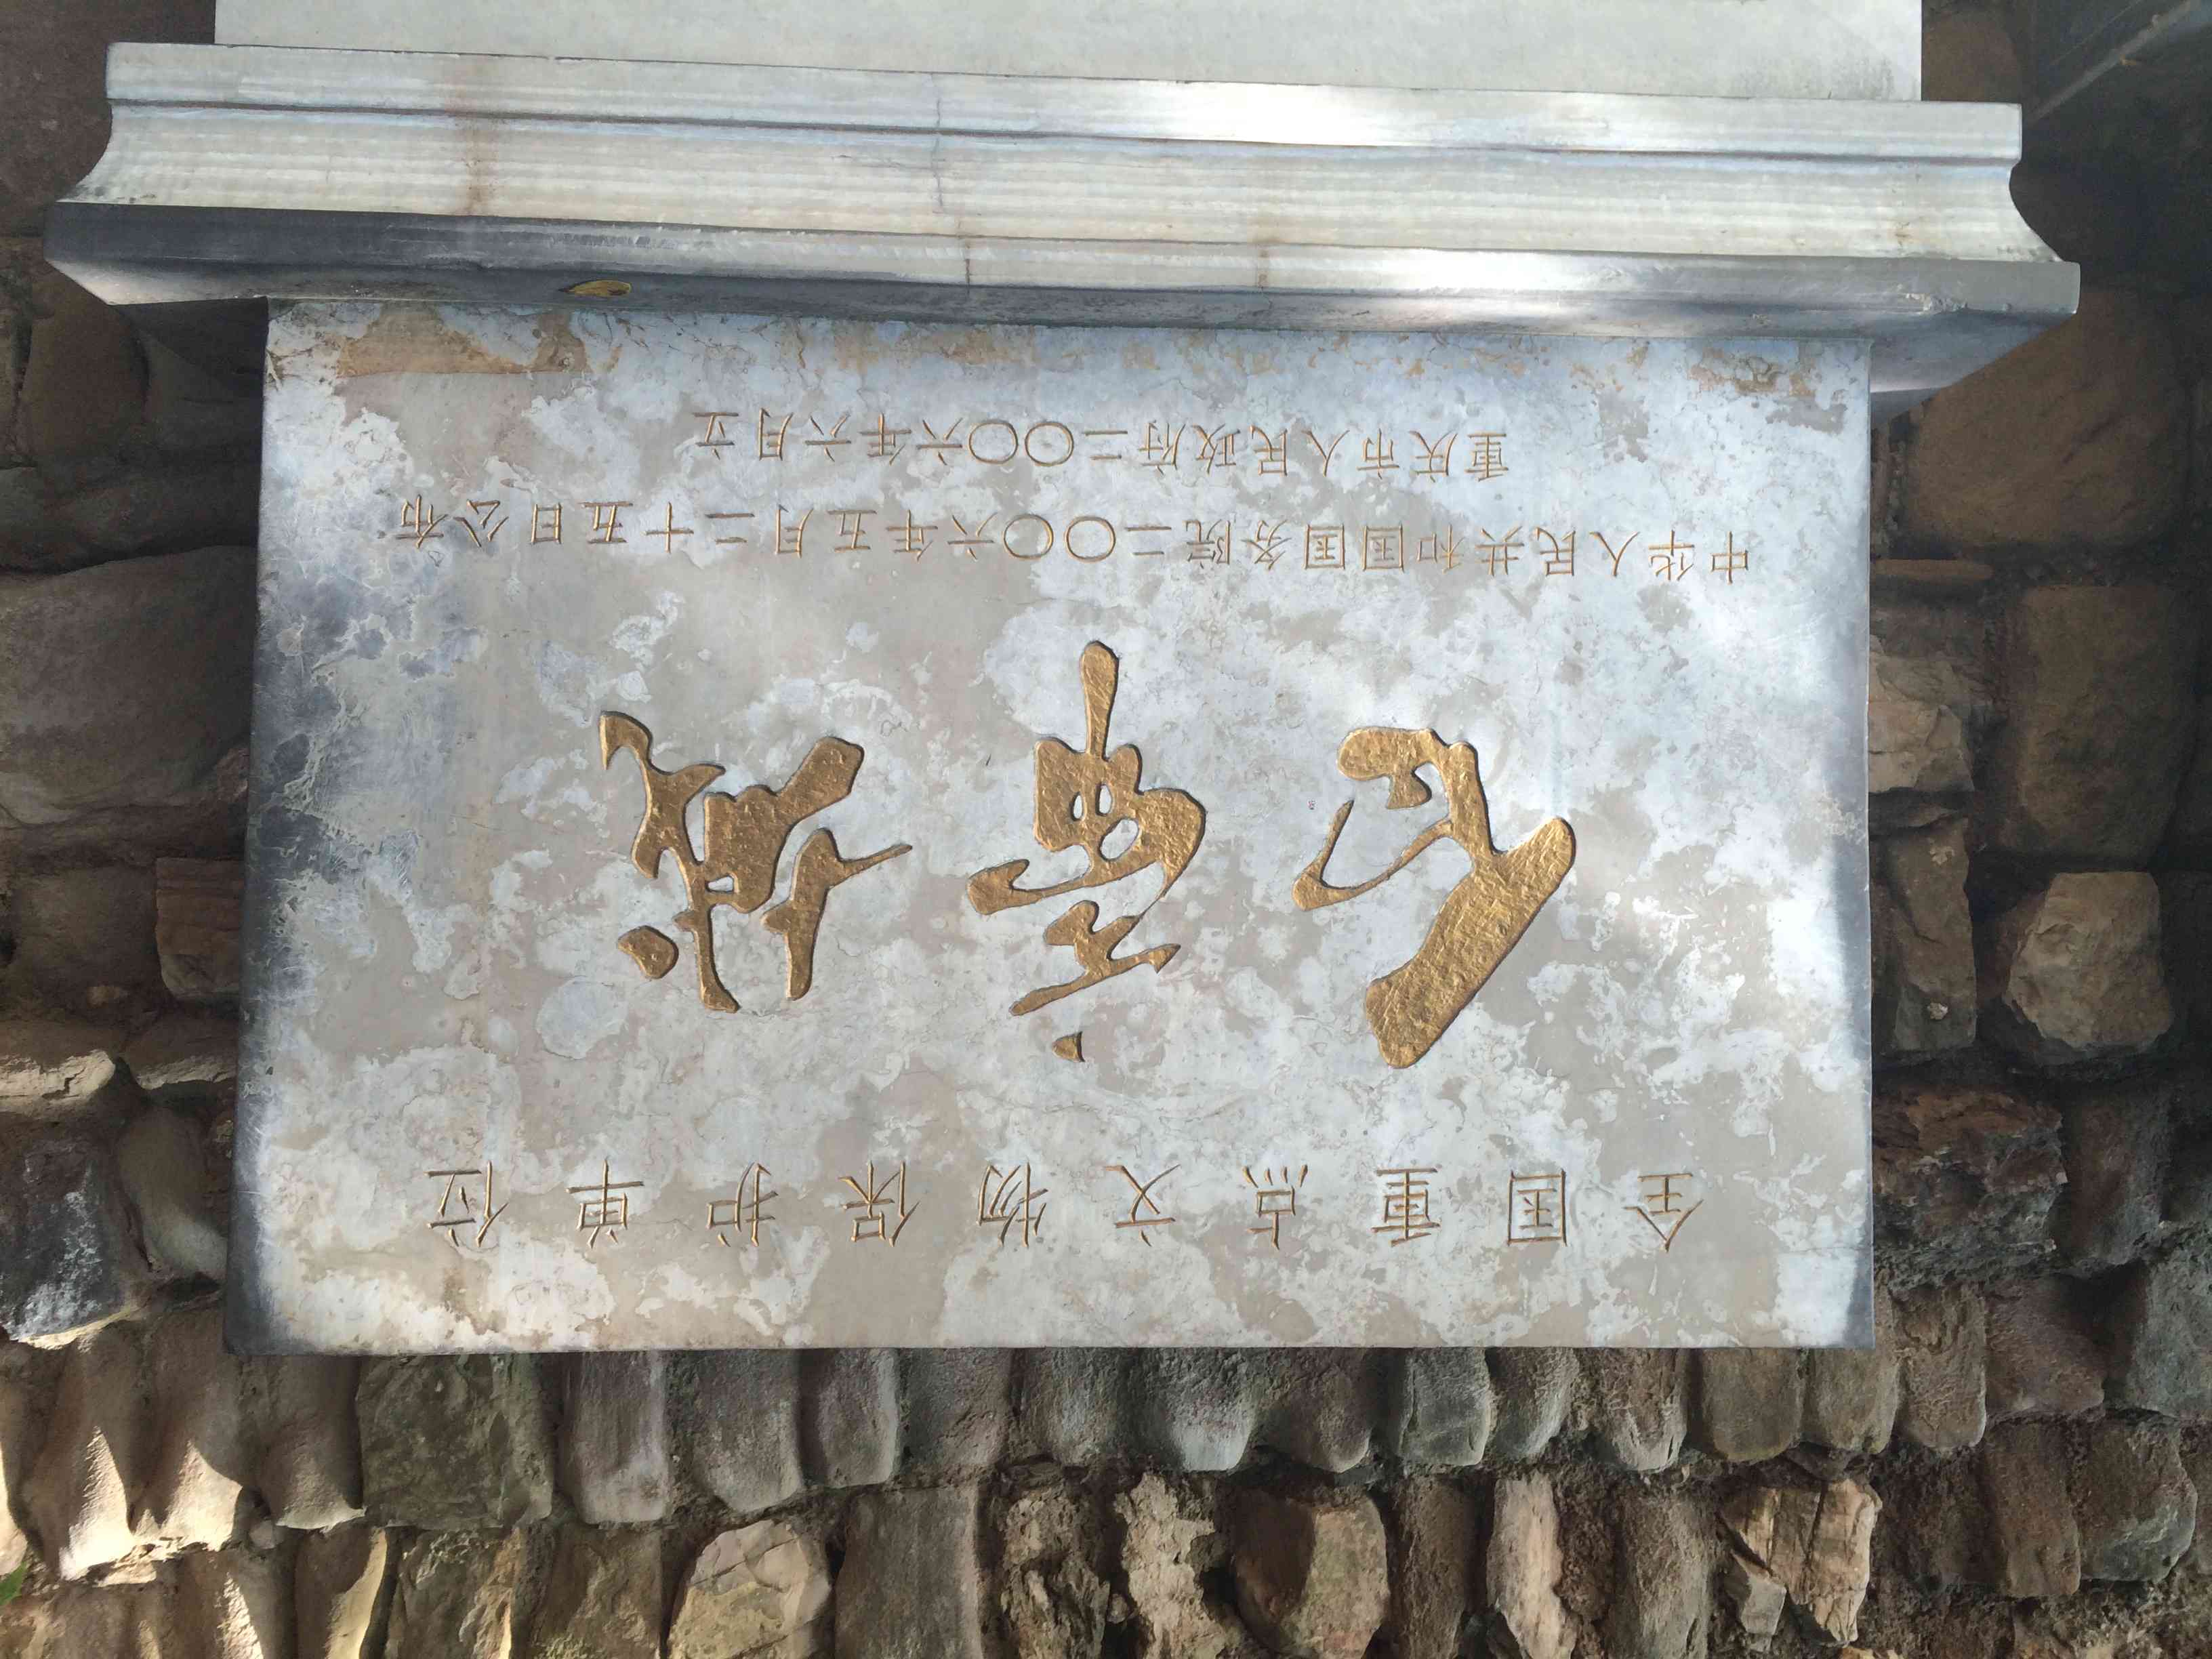 全国重点文物保护单位
白帝城
中华人民共和国国务院二〇〇六年五月二十五日公布
重庆市人民政府二〇〇六年六月立